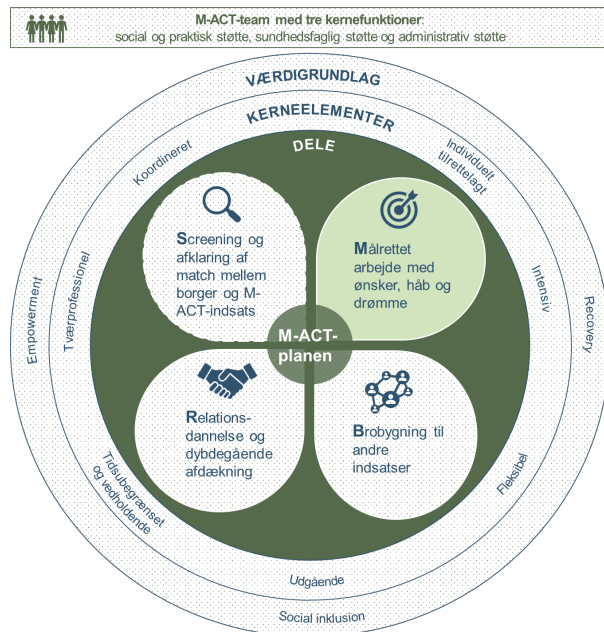 M-ACT-team med tre kernefunktioner:
social og praktisk støtte, sundhedsfaglig støtte og administrativ støtte
VÆRDIGRUNDLAG
KERNEELEMENTER
DELE
Koordineret
Individuelt
tilrettelagt
Tværprofessionel
Intensiv
Empowerment
Recovery
Screening og
afklaring af
match mellem
borger og M-
ACT-indsats
Målrettet
arbejde med
ønsker, håb og
drømme
M-ACT-
planen
Relations-
dannelse og
dybdegående
afdækning
Brobygning til
andre
indsatser
Tidsubegrænset
og vedholdende
Fleksibel
Udgående
Social inklusion